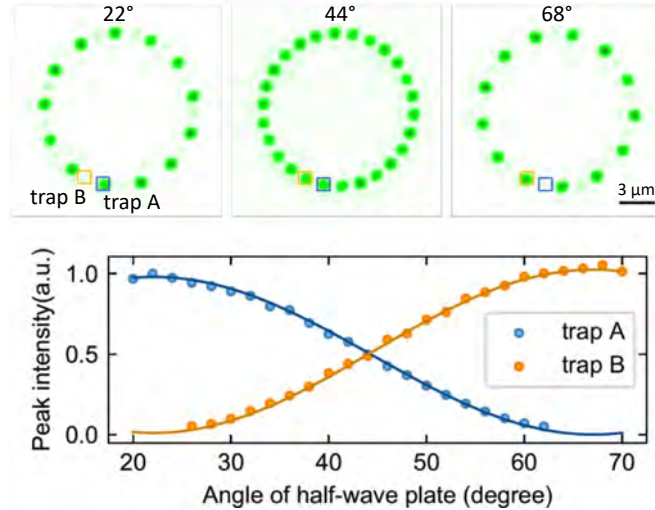 22°
44°
68°
trap B
trap A
3 μm
Peak intensity(a.u.)
1.0
0.5
0.0
trap A
trap B
20
30
40
50
60
70
Angle of half-wave plate (degree)